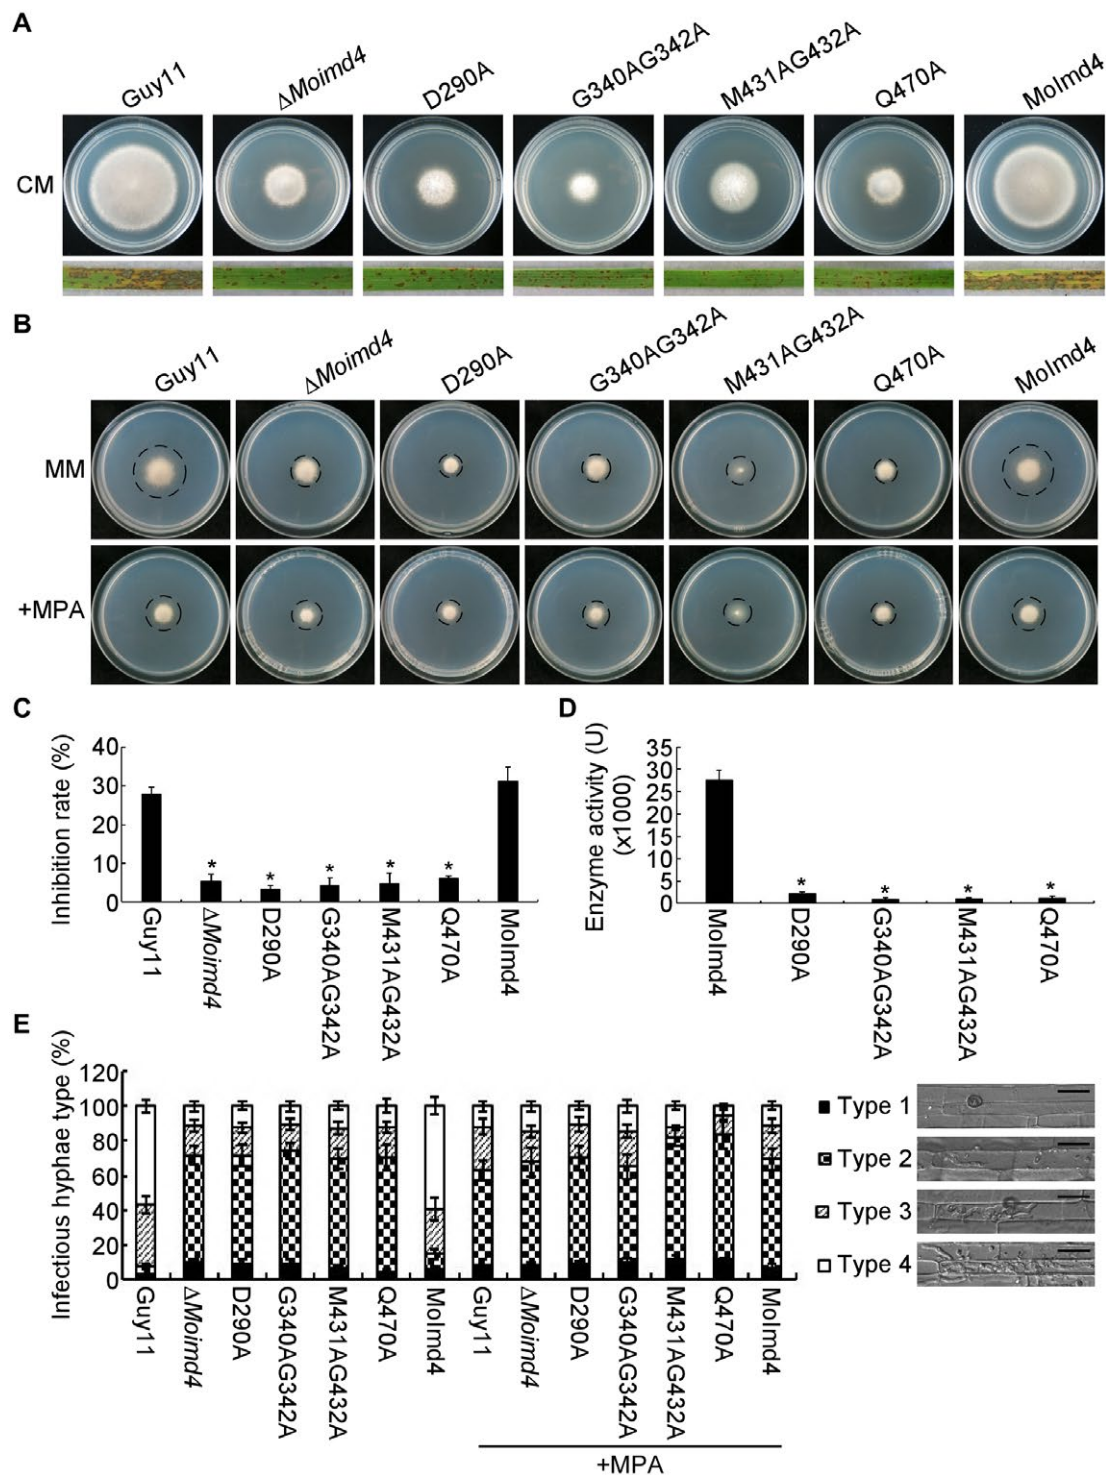 A
Guy11 ΔMoimd4 D290A G340AG342A M431AG432A Q470A MoImd4
CM
B
Guy11 ΔMoimd4 D290A G340AG342A M431AG432A Q470A MoImd4
MM
+MPA
C
Inhibition rate (%)
40
30
20
10
0
Guy11 ΔMoimd4 D290A G340AG342A M431AG432A Q470A MoImd4
* * * * *
D
Enzyme activity (U)
(x1000)
35
30
25
20
15
10
5
0
MoImd4 D290A G340AG342A M431AG432A Q470A
* * * *
E
Infectious hyphae type (%)
120
100
80
60
40
20
0
Guy11 ΔMoimd4 D290A G340AG342A M431AG432A Q470A MoImd4 Guy11 ΔMoimd4 D290A G340AG342A M431AG432A Q470A MoImd4
+MPA
Type 1
Type 2
Type 3
Type 4